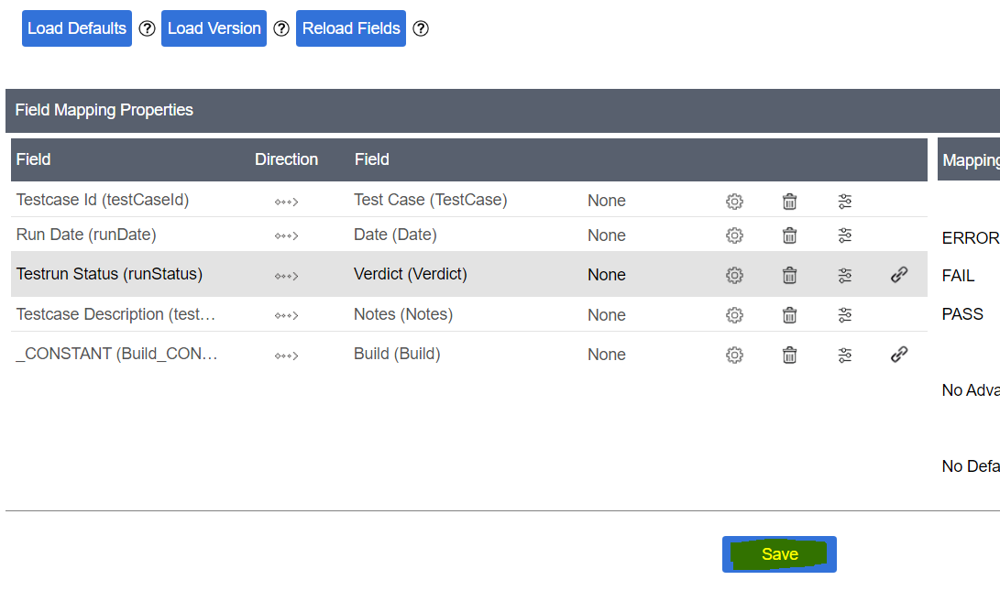 Load Defaults ? Load Version ? Reload Fields ?
Field Mapping Properties
Field Direction Field Mapping
Testcase Id (testCaseId) Test Case (TestCase) None
Run Date (runDate) Date (Date) None ERROR
Testrun Status (runStatus) Verdict (Verdict) None FAIL
Testcase Description (test… Notes (Notes) None PASS
_CONSTANT (Build_CON… Build (Build) None
No Adva
No Defa
Save